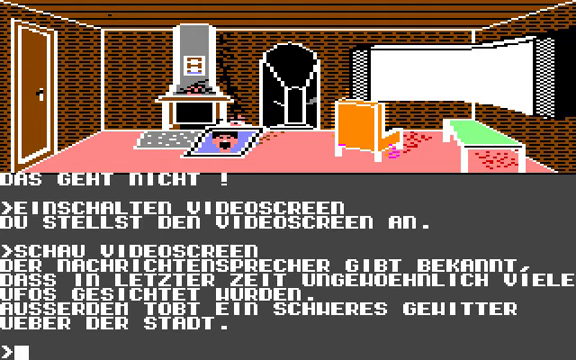 DAS GEHT NICHT !
>EINSCHALTEN VIDEOSCREEN
DU STELLST DEN VIDEOSCREEN AN.
>SCHAU VIDEOSCREEN
DER NACHRICHTENSPRECHER GIBT BEKANNT,
DASS IN LETZTER ZEIT UNGEWOEHNLICH VIELE
UFOS GESICHTET WURDEN.
AUSSERDEM TOBT EIN SCHWERES GEWITTER
UEBER DER STADT.
>